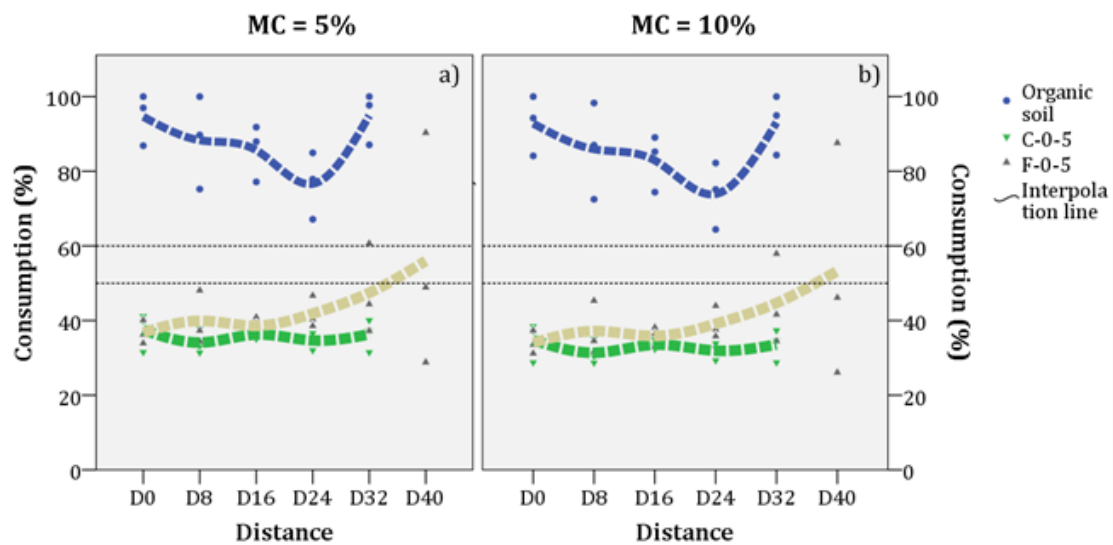 MC = 5%
MC = 10%
a)
b)
Consumption (%)
100
80
60
40
20
0
D0 D8 D16 D24 D32 D40
Distance
D0 D8 D16 D24 D32 D40
Distance
100
80
60
40
20
0
Consumption (%)
Organic
soil
C-0-5
F-0-5
Interpola
tion line